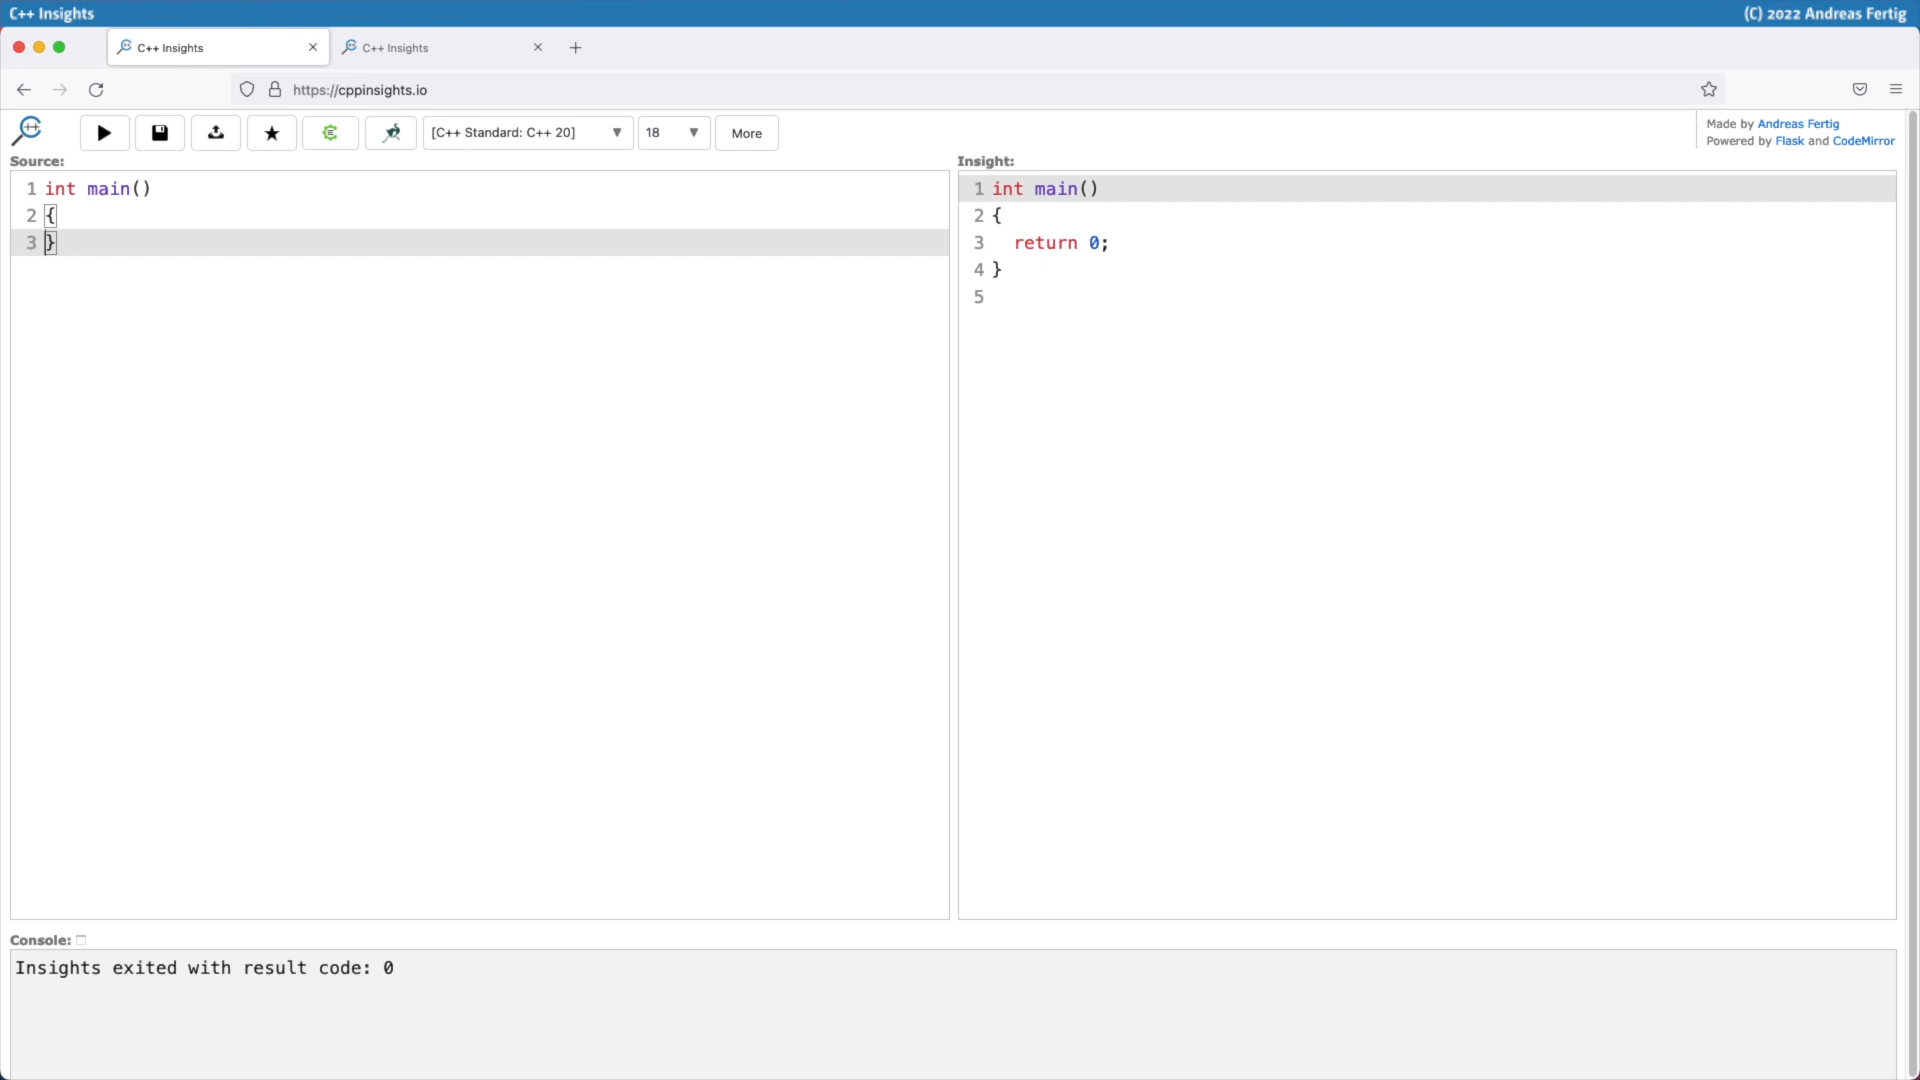 C++ Insights
(C) 2022 Andreas Fertig
C++ Insights
C++ Insights
https://cppinsights.io
[C++ Standard: C++ 20]
18
More
Made by Andreas Fertig
Powered by Flask and CodeMirror
Source:
1 int main()
2 {
3 }
Insight:
1 int main()
2 {
3   return 0;
4 }
5
Console:
Insights exited with result code: 0